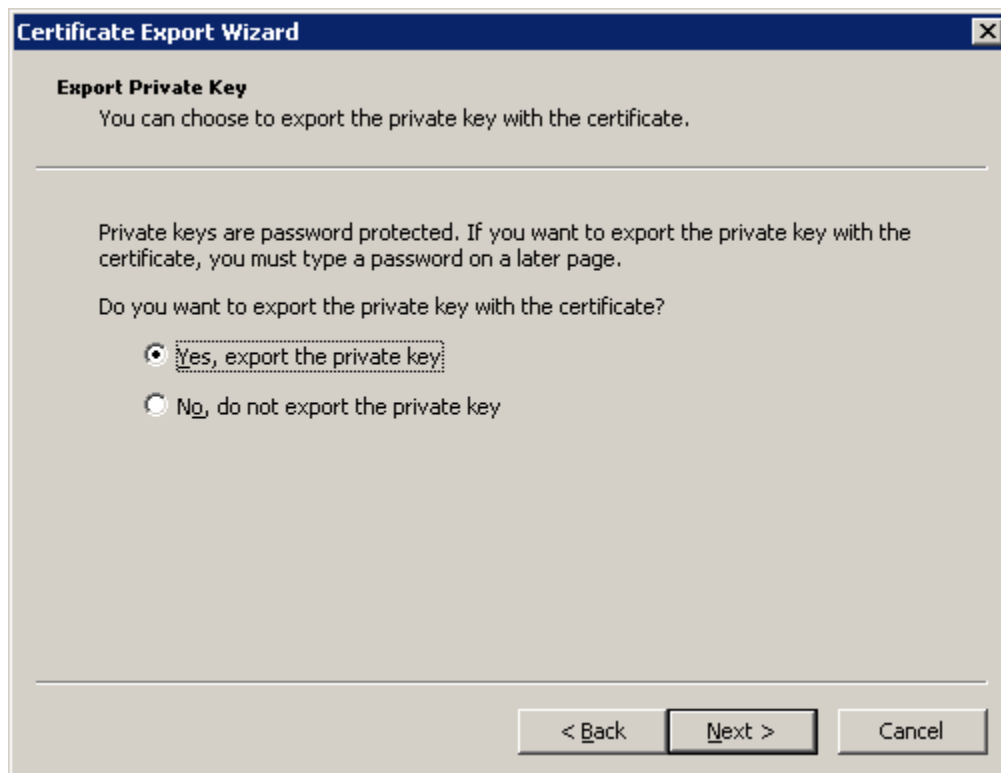 Certificate Export Wizard
Export Private Key
You can choose to export the private key with the certificate.
Private keys are password protected. If you want to export the private key with the
certificate, you must type a password on a later page.
Do you want to export the private key with the certificate?
Yes, export the private key
No, do not export the private key
< Back
Next >
Cancel